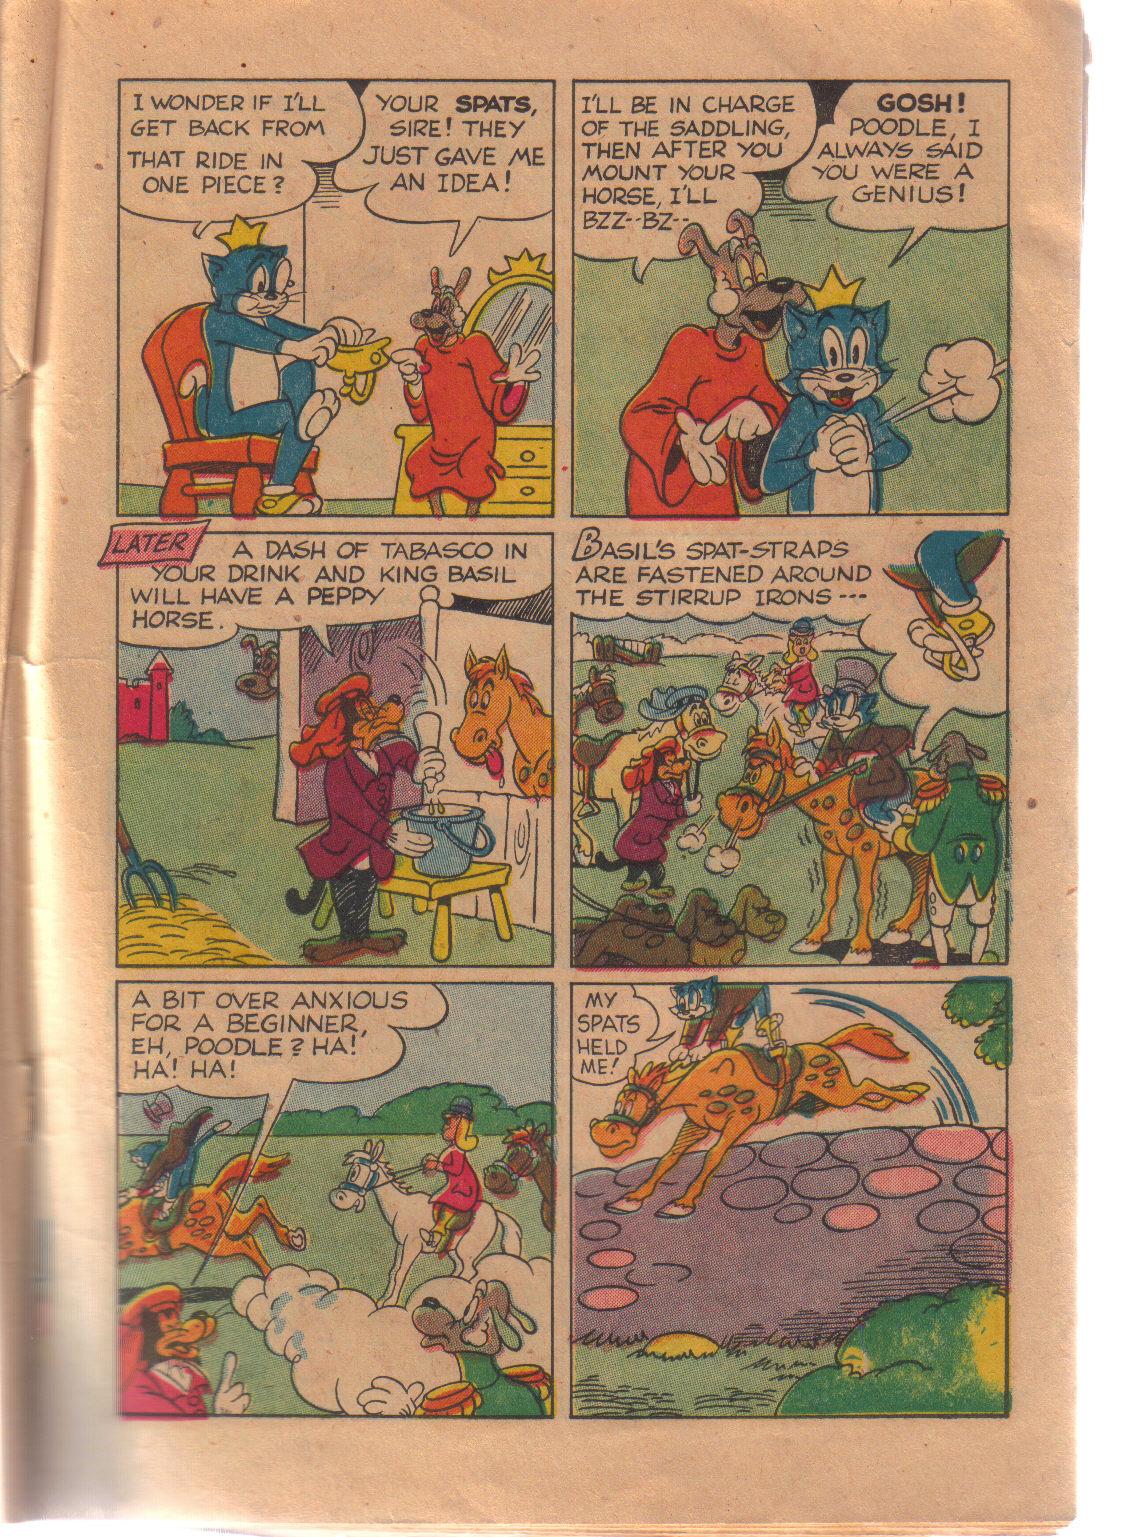 I WONDER IF I'LL
GET BACK FROM
THAT RIDE IN
ONE PIECE?
YOUR SPATS,
SIRE! THEY
JUST GAVE ME
AN IDEA!
I'LL BE IN CHARGE
OF THE SADDLING,
THEN AFTER YOU
MOUNT YOUR
HORSE, I'LL
BZZ--BZ--
GOSH!
POODLE, I
ALWAYS SAID
YOU WERE A
GENIUS!
LATER
A DASH OF TABASCO IN
YOUR DRINK AND KING BASIL
WILL HAVE A PEPPY
HORSE.
BASIL'S SPAT-STRAPS
ARE FASTENED AROUND
THE STIRRUP IRONS ---
A BIT OVER ANXIOUS
FOR A BEGINNER,
EH, POODLE? HA!
HA! HA!
MY
SPATS
HELD
ME!